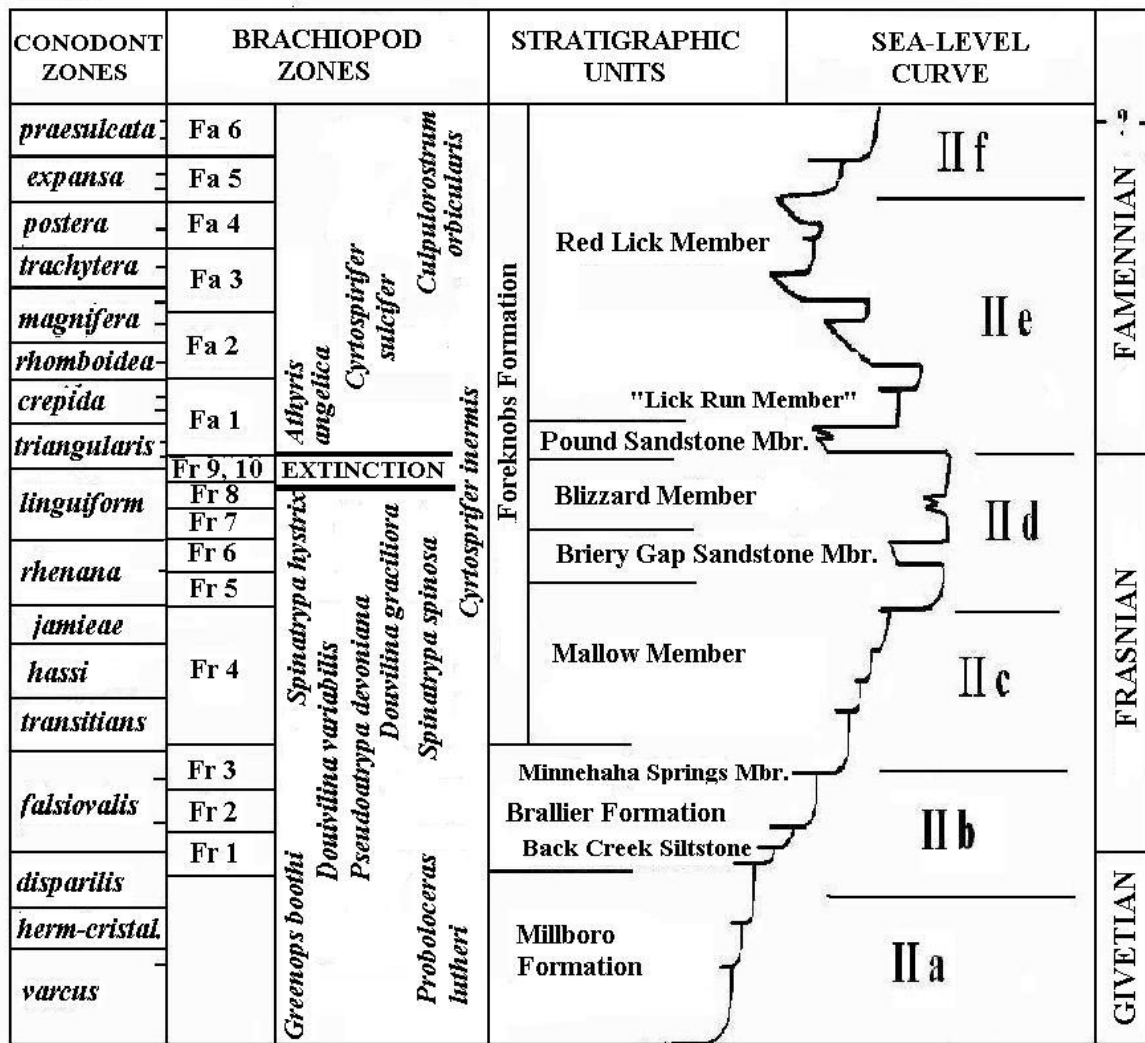 CONODONT
ZONES
BRACHIOPOD
ZONES
STRATIGRAPHIC
UNITS
SEA-LEVEL
CURVE
praesulcata
expansa
postera
trachytera
magnifera
rhomboidea
crepida
triangularis
linguiform
rhenana
jamieae
hassi
transitians
falsiovalis
disparilis
herm-cristal.
varcus
Fa 6
Fa 5
Fa 4
Fa 3
Fa 2
Fa 1
Fr 9, 10
Fr 8
Fr 7
Fr 6
Fr 5
Fr 4
Fr 3
Fr 2
Fr 1
EXTINCTION
Athyris
angelica
Cyrtospirifer
sulcifer
Culpulorostrum
orbicularis
Cyrtosprifer inermis
Spinatrypa hystrix
Douivilina variabilis
Pseudoatrypa devoniana
Douvilina graciliora
Spinatrypa spinosa
Greenops boothi
Proboloceras
lutheri
Foreknobs Formation
Red Lick Member
"Lick Run Member"
Pound Sandstone Mbr.
Blizzard Member
Briery Gap Sandstone Mbr.
Mallow Member
Minnehaha Springs Mbr.
Brallier Formation
Back Creek Siltstone
Millboro
Formation
II f
II e
II d
II c
II b
II a
?
FAMENNIAN
FRASNIAN
GIVETIAN